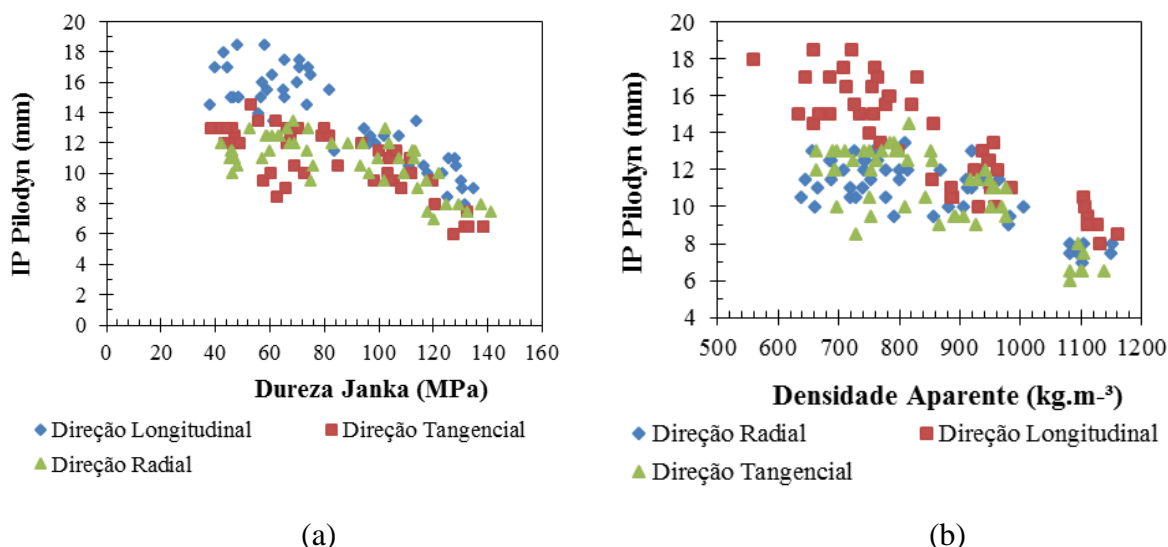 IP Pilodyn (mm)
20
18
16
14
12
10
8
6
4
2
0
0 20 40 60 80 100 120 140 160
Dureza Janka (MPa)
Direção Longitudinal Direção Tangencial
Direção Radial
(a)
IP Pilodyn (mm)
20
18
16
14
12
10
8
6
4
500 600 700 800 900 1000 1100 1200
Densidade Aparente (kg.m-³)
Direção Radial Direção Longitudinal
Direção Tangencial
(b)